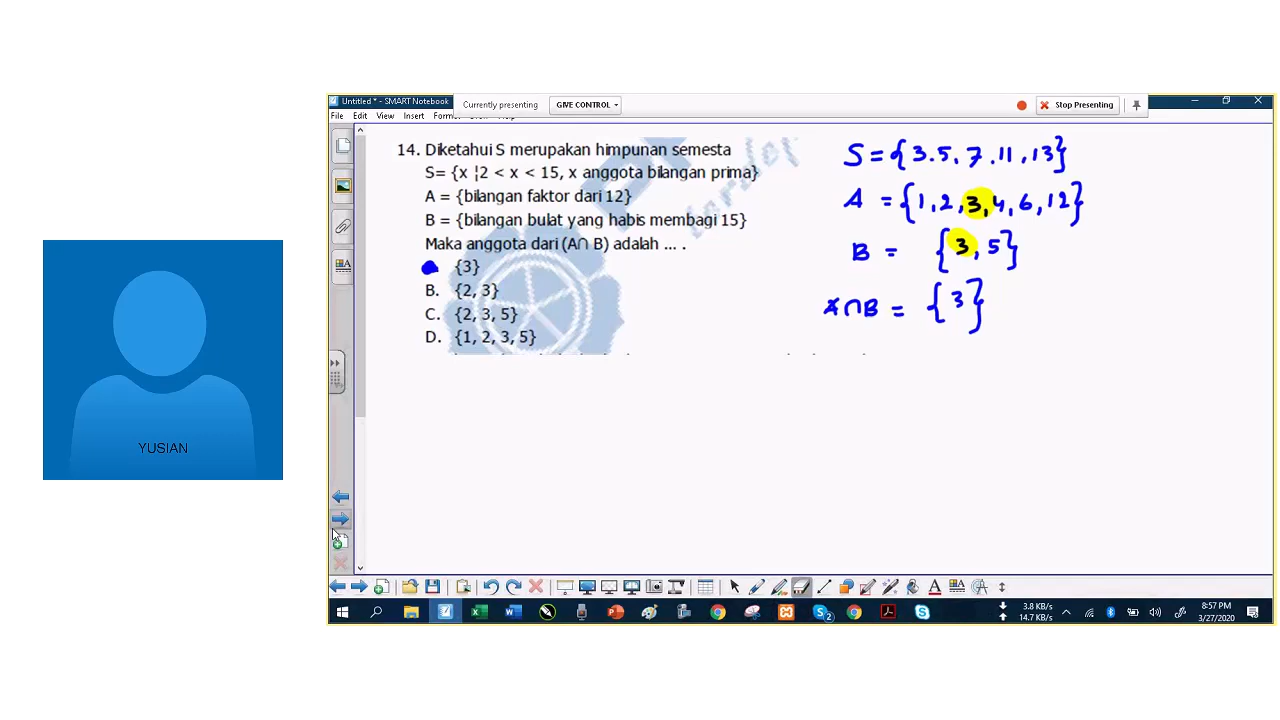 Untitled * - SMART Notebook
Currently presenting
GIVE CONTROL
Stop Presenting
File Edit View Insert
14. Diketahui S merupakan himpunan semesta
S= {x |2 < x < 15, x anggota bilangan prima}
A = {bilangan faktor dari 12}
B = {bilangan bulat yang habis membagi 15}
Maka anggota dari (A∩ B) adalah ... .
{3}
B. {2, 3}
C. {2, 3, 5}
D. {1, 2, 3, 5}
S = {3.5, 7.11, 13}
A = {1, 2, 3, 4, 6, 12}
B = {3, 5}
A∩B = {3}
YUSIAN
3.8 KB/s
14.7 KB/s
8:57 PM
3/27/2020